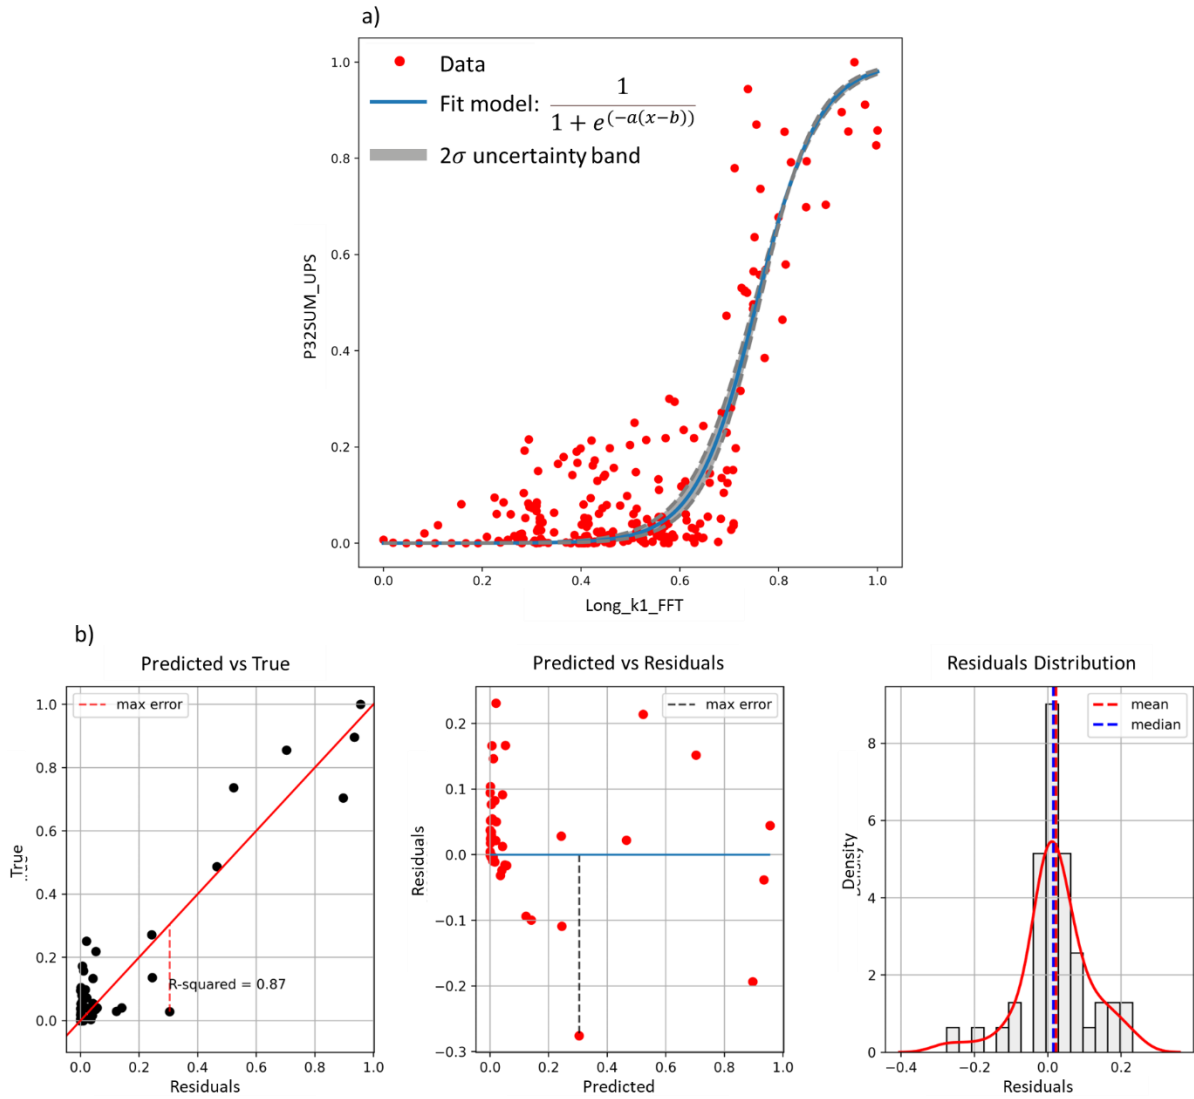 a)
1.0
0.8
0.6
0.4
0.2
0.0
P32SUM_UPS
Data
Fit model: 1 / 1 + e^(−a(x−b))
2σ uncertainty band
0.0 0.2 0.4 0.6 0.8 1.0
Long_k1_FFT
b)
Predicted vs True
1.0
0.8
0.6
0.4
0.2
0.0
True
max error
R-squared = 0.87
0.0 0.2 0.4 0.6 0.8 1.0
Residuals
Predicted vs Residuals
0.2
0.1
0.0
−0.1
−0.2
−0.3
Residuals
max error
0.0 0.2 0.4 0.6 0.8 1.0
Predicted
Residuals Distribution
8
6
4
2
0
Density
mean
median
−0.4 −0.2 0.0 0.2
Residuals